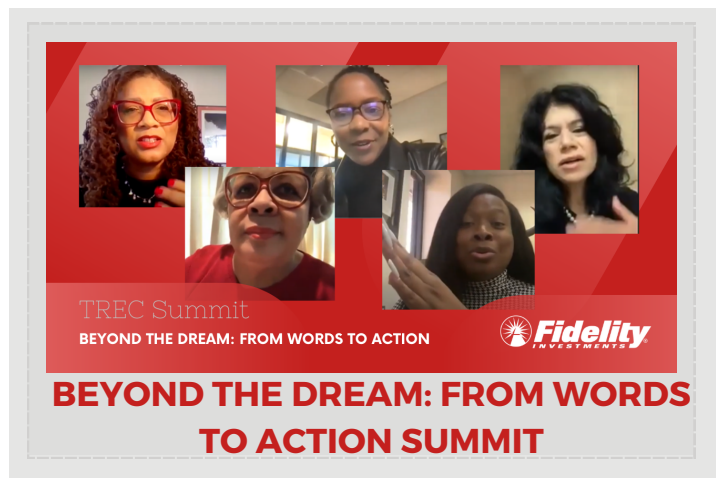 TREC Summit
BEYOND THE DREAM: FROM WORDS TO ACTION
Fidelity
INVESTMENTS
BEYOND THE DREAM: FROM WORDS
TO ACTION SUMMIT